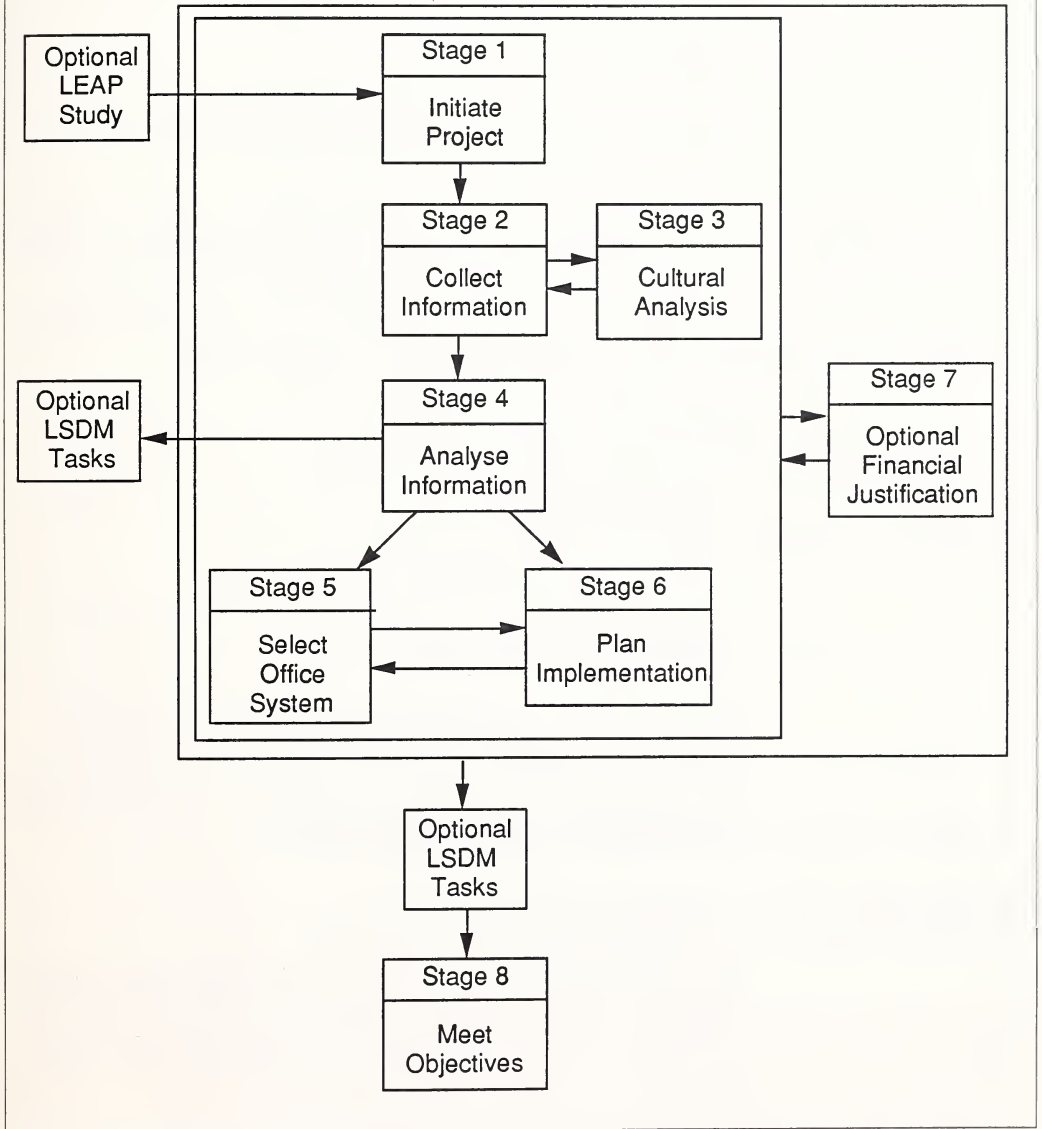 Optional
LEAP
Study
Stage 1
Initiate
Project
Stage 2
Collect
Information
Stage 3
Cultural
Analysis
Optional
LSDM
Tasks
Stage 4
Analyse
Information
Stage 7
Optional
Financial
Justification
Stage 5
Select
Office
System
Stage 6
Plan
Implementation
Optional
LSDM
Tasks
Stage 8
Meet
Objectives